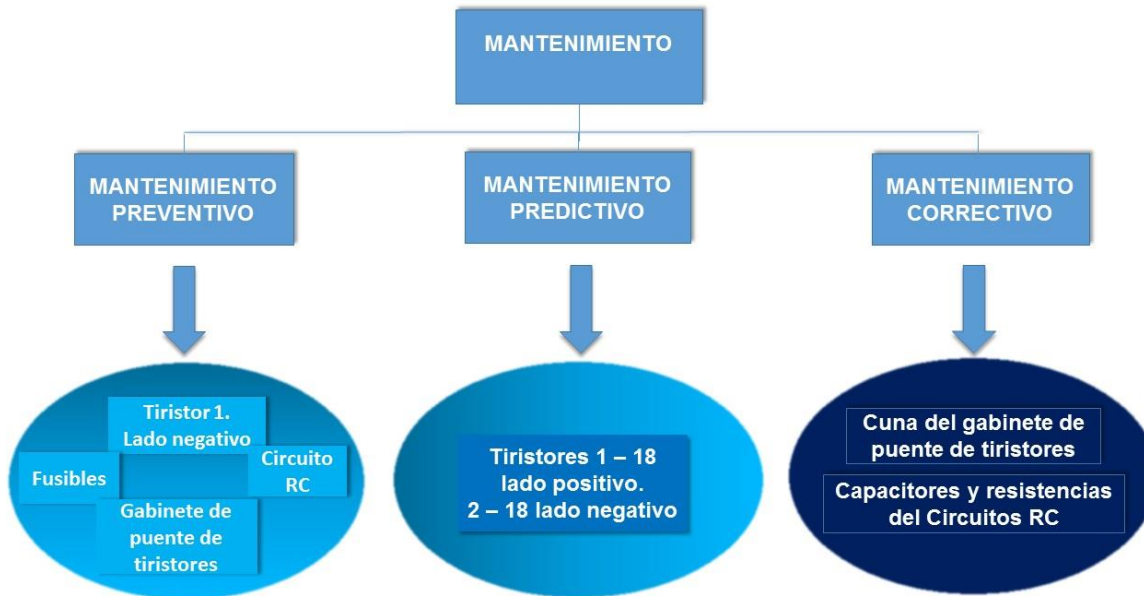 MANTENIMIENTO
MANTENIMIENTO
PREVENTIVO
MANTENIMIENTO
PREDICTIVO
MANTENIMIENTO
CORRECTIVO
Tiristor 1.
Lado negativo
Fusibles
Circuito
RC
Gabinete de
puente de
tiristores
Tiristores 1 – 18
lado positivo.
2 – 18 lado negativo
Cuna del gabinete de
puente de tiristores
Capacitores y resistencias
del Circuitos RC